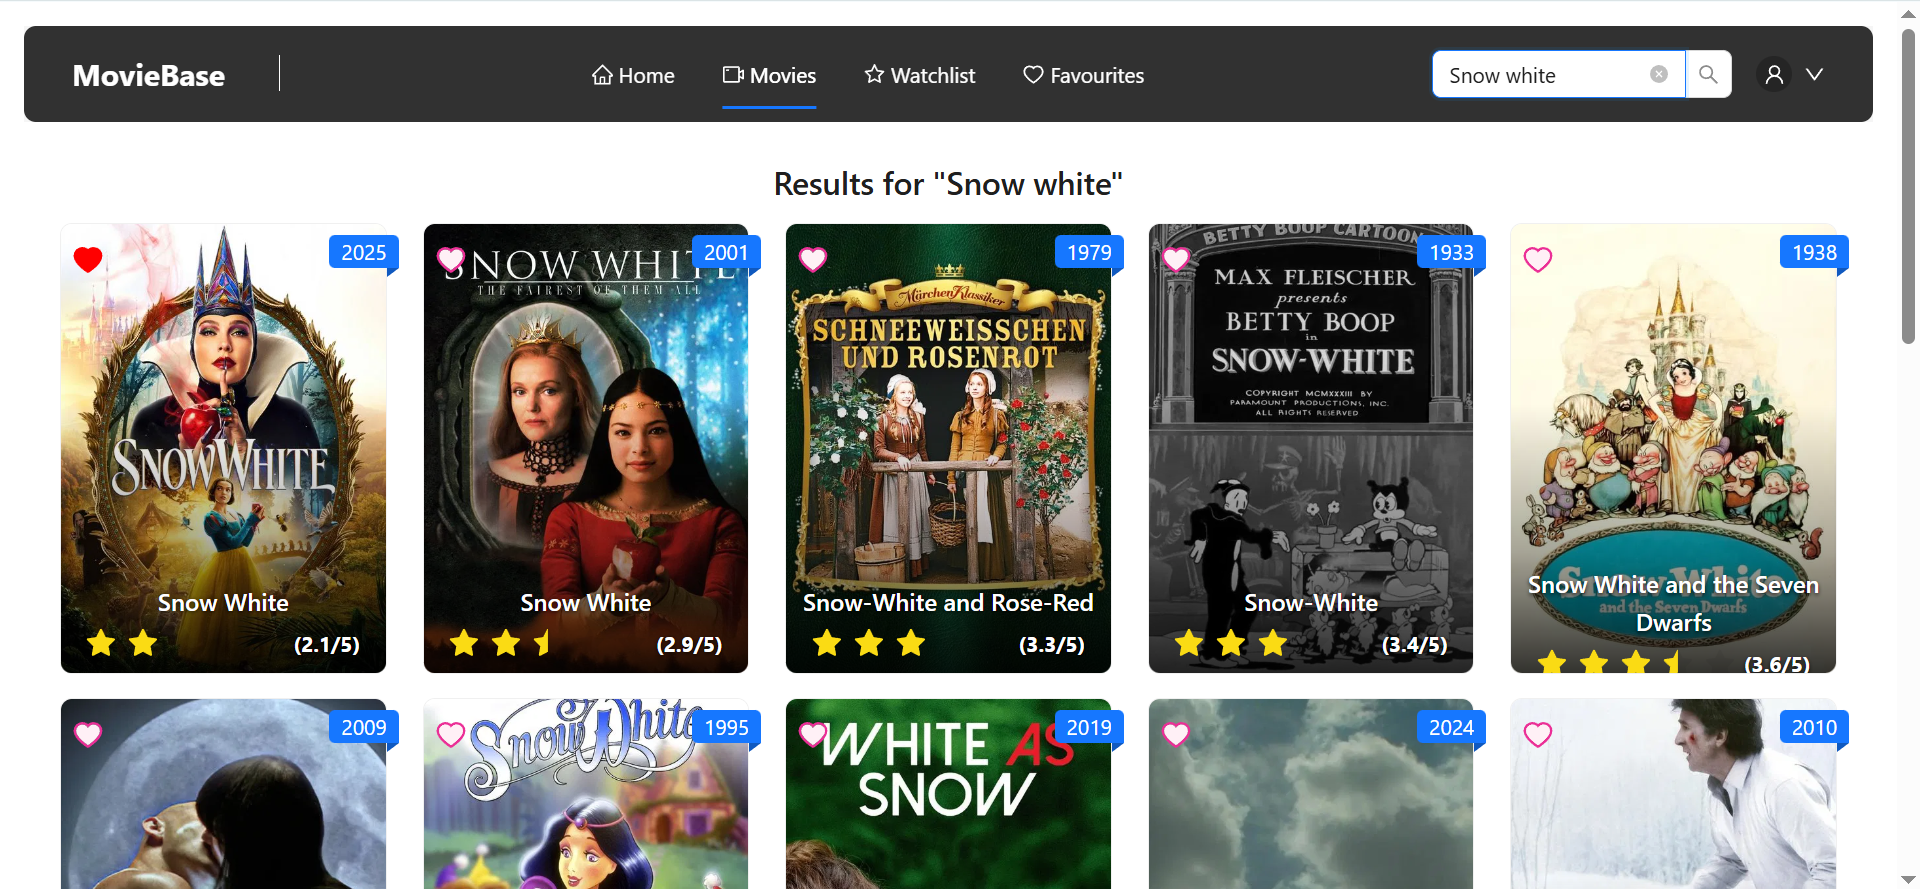 MovieBase
Home
Movies
Watchlist
Favourites
Snow white
Results for "Snow white"
2025
SNOW WHITE
Snow White
(2.1/5)
2001
SNOW WHITE
THE FAIREST OF THEM ALL
Snow White
(2.9/5)
1979
Märchen Klassiker
SCHNEEWEISSCHEN
UND ROSENROT
Snow-White and Rose-Red
(3.3/5)
1933
BETTY BOOP CARTOON
MAX FLEISCHER
presents
BETTY BOOP
in
SNOW-WHITE
COPYRIGHT MCMXXXIII BY
PARAMOUNT PRODUCTIONS, INC.
ALL RIGHTS RESERVED
Snow-White
(3.4/5)
1938
Snow White
and the Seven Dwarfs
Snow White and the Seven
Dwarfs
(3.6/5)
2009
1995
Snow White
2019
WHITE AS
SNOW
2024
2010